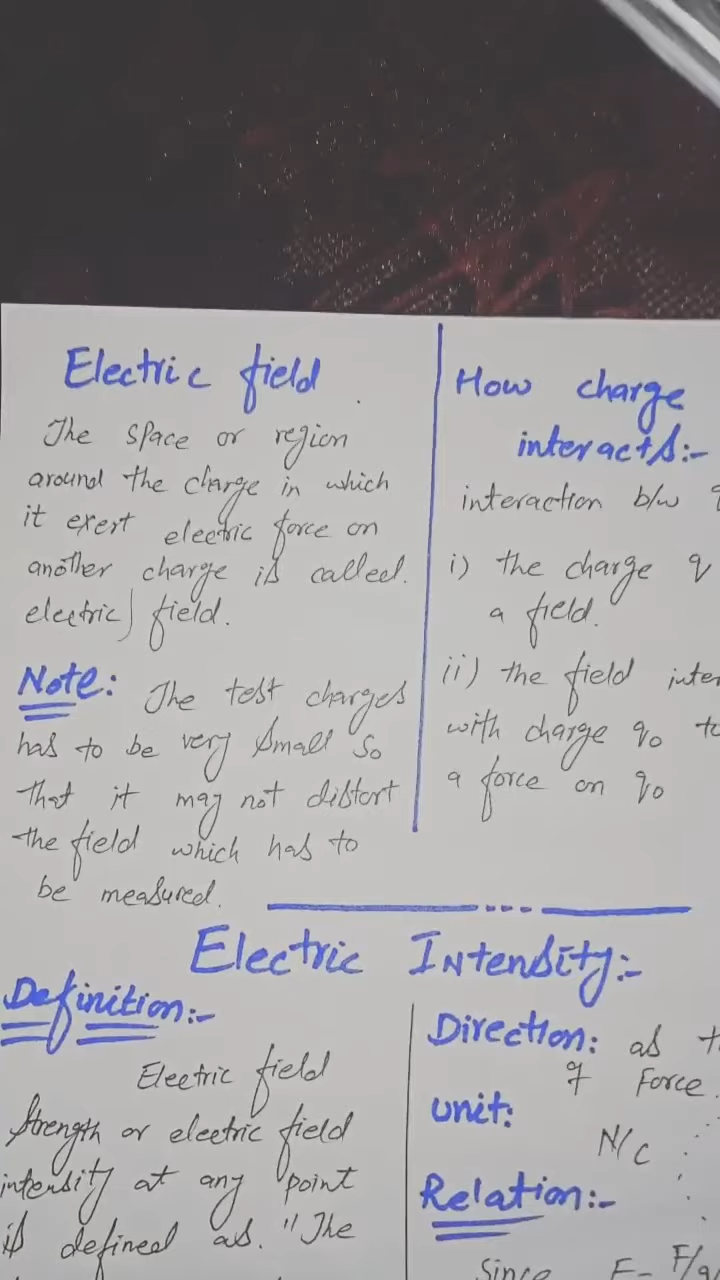 Electric field
The space or region
around the charge in which
it exert electric force on
another charge is called
electric field.
Note: The test charges
has to be very small so
that it may not distort
the field which has to
be measured.
How charge
interacts:-
interaction b/w
i) the charge q
a field.
ii) the field
with charge q₀
a force on q₀
Electric Intensity:-
Definition:-
Electric field
strength or electric field
intensity at any point
is defined as. "The
Direction: as
of Force.
Unit:
N/C
Relation:-
Since